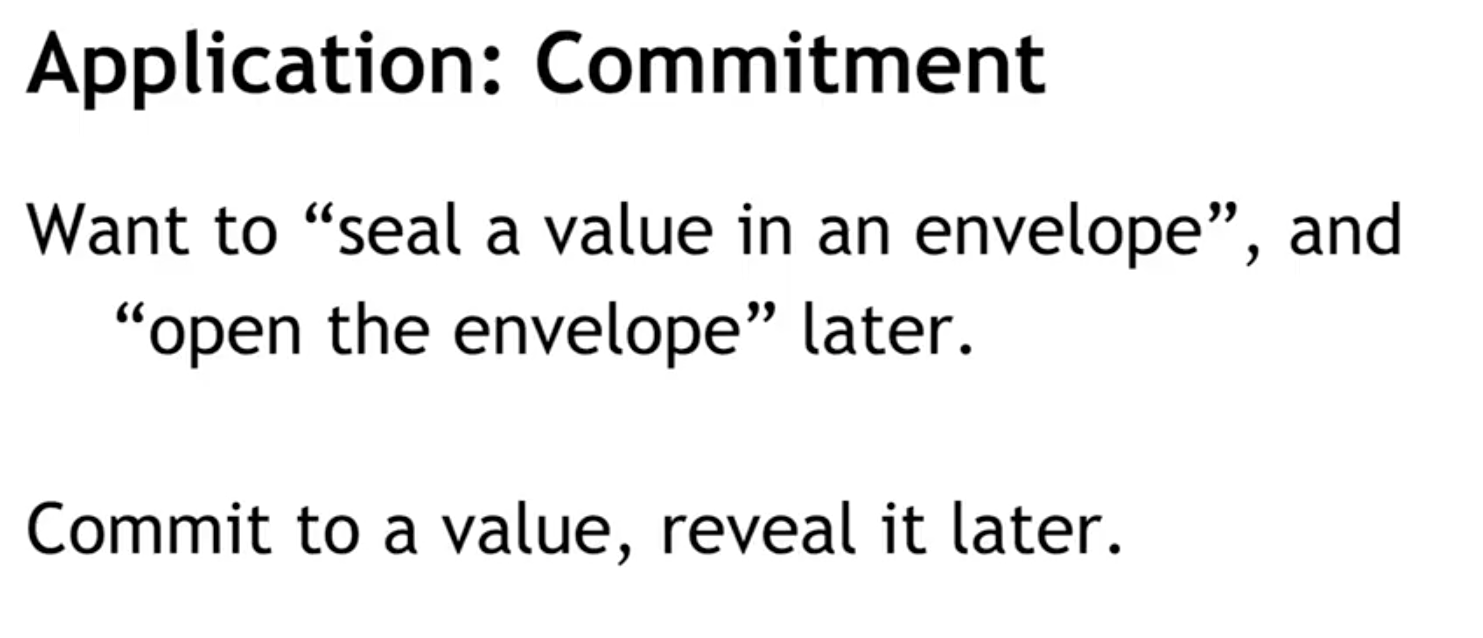 Application: Commitment
Want to “seal a value in an envelope”, and
“open the envelope” later.
Commit to a value, reveal it later.